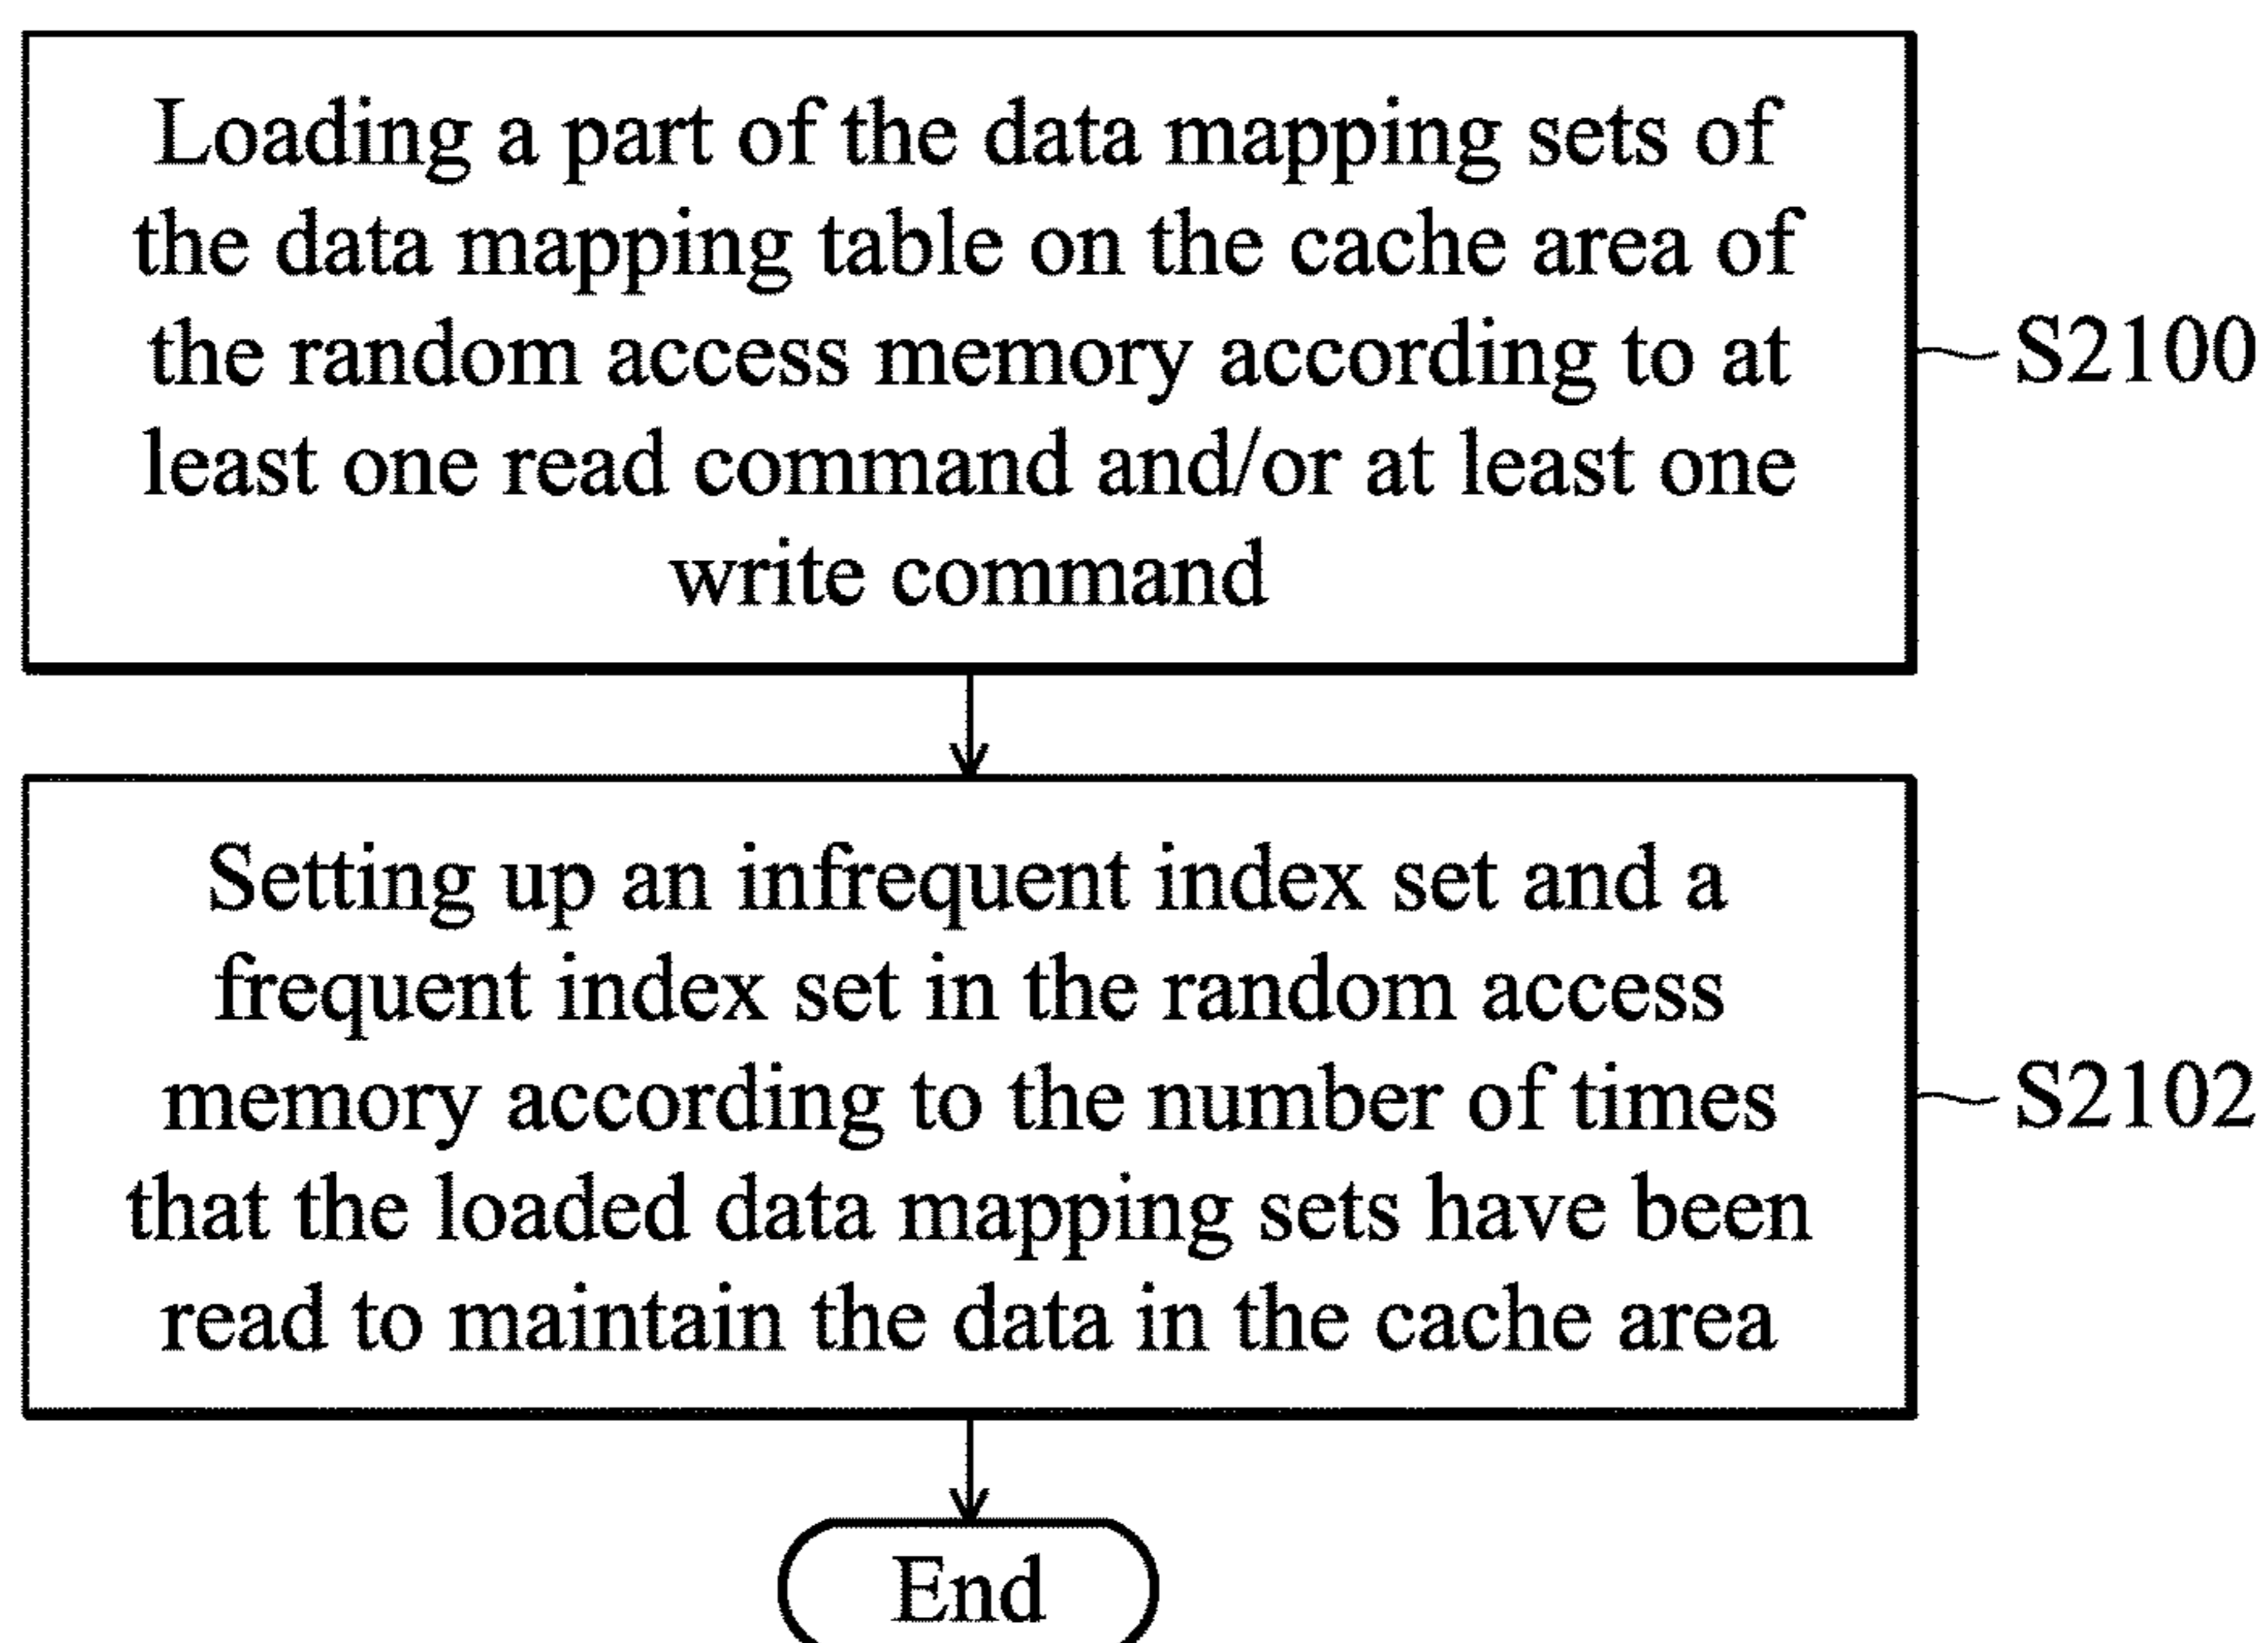 Loading a part of the data mapping sets of
the data mapping table on the cache area of
the random access memory according to at
least one read command and/or at least one
write command
S2100
Setting up an infrequent index set and a
frequent index set in the random access
memory according to the number of times
that the loaded data mapping sets have been
read to maintain the data in the cache area
S2102
End